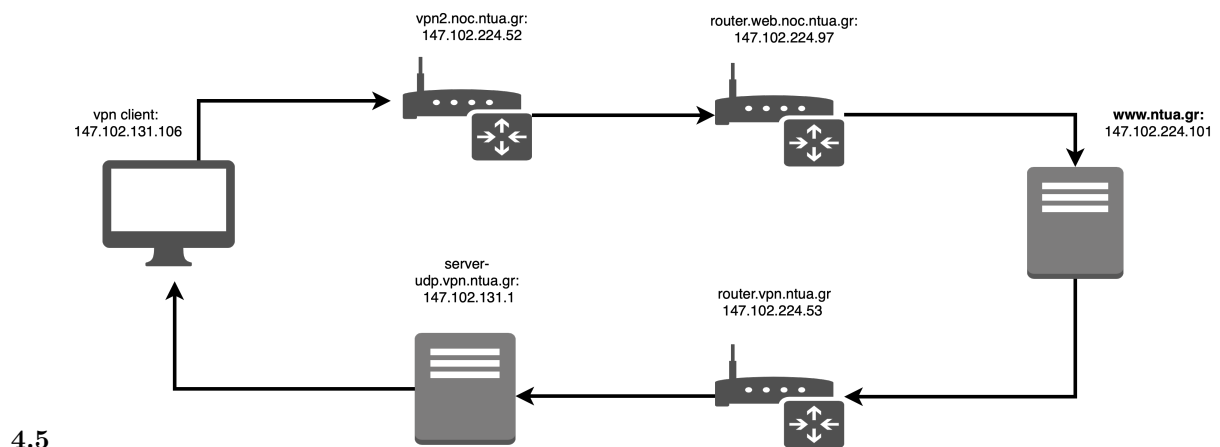 vpn2.noc.ntua.gr:
147.102.224.52
router.web.noc.ntua.gr:
147.102.224.97
vpn client:
147.102.131.106
www.ntua.gr:
147.102.224.101
server-
udp.vpn.ntua.gr:
147.102.131.1
router.vpn.ntua.gr
147.102.224.53
4.5